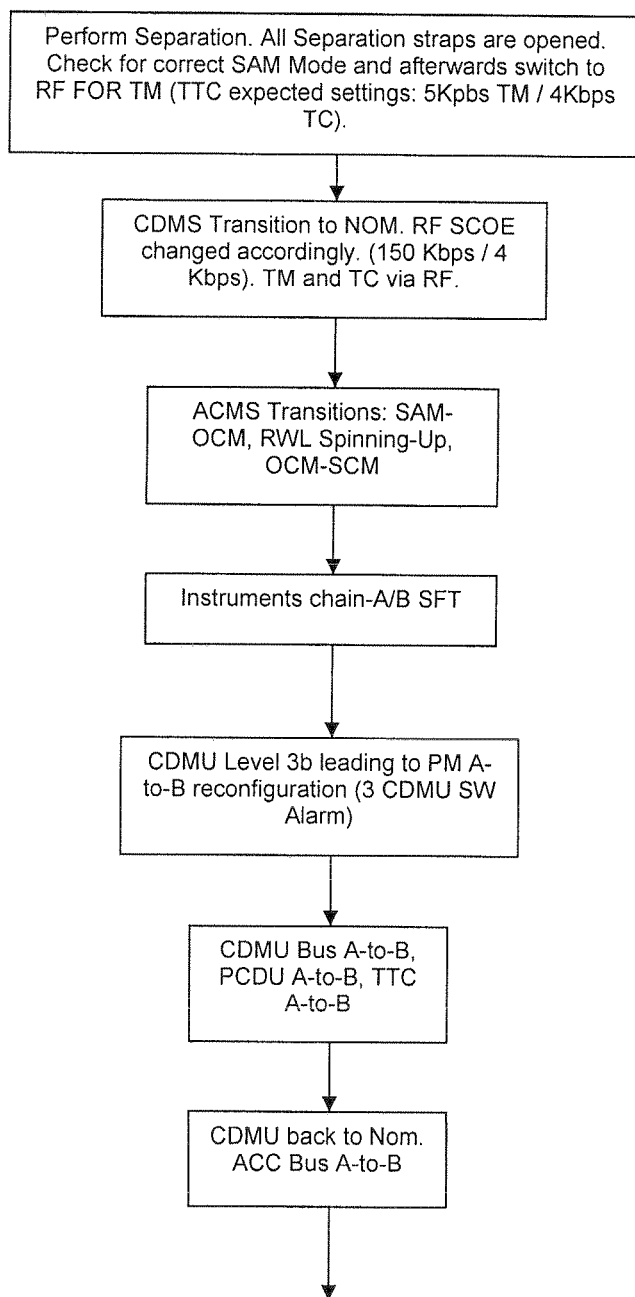 Perform Separation. All Separation straps are opened.
Check for correct SAM Mode and afterwards switch to
RF FOR TM (TTC expected settings: 5Kpbs TM / 4Kbps
TC).
CDMS Transition to NOM. RF SCOE
changed accordingly. (150 Kbps / 4
Kbps). TM and TC via RF.
ACMS Transitions: SAM-
OCM, RWL Spinning-Up,
OCM-SCM
Instruments chain-A/B SFT
CDMU Level 3b leading to PM A-
to-B reconfiguration (3 CDMU SW
Alarm)
CDMU Bus A-to-B,
PCDU A-to-B, TTC
A-to-B
CDMU back to Nom.
ACC Bus A-to-B